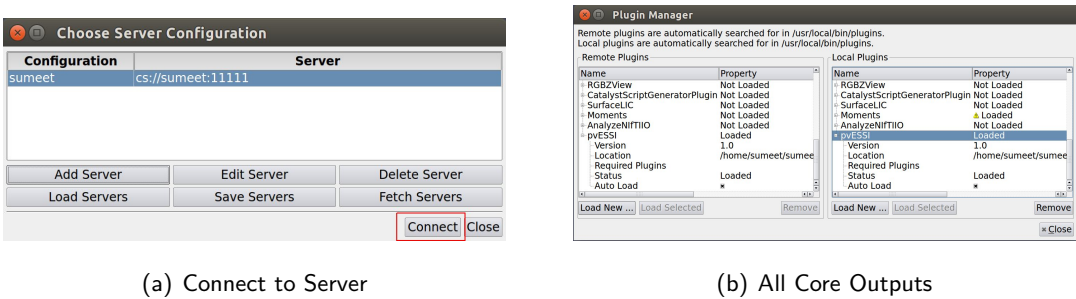 Choose Server Configuration
Configuration Server
sumeet cs://sumeet:11111
Add Server Edit Server Delete Server
Load Servers Save Servers Fetch Servers
Connect Close
(a) Connect to Server
Plugin Manager
Remote plugins are automatically searched for in /usr/local/bin/plugins.
Local plugins are automatically searched for in /usr/local/bin/plugins.
Remote Plugins
Name Property
RGBZView Not Loaded
CatalystScriptGeneratorPlugin Not Loaded
SurfaceLIC Not Loaded
Moments Not Loaded
AnalyzeNIfTIIO Not Loaded
pvESSI Loaded
Version 1.0
Location /home/sumeet/sumee
Required Plugins
Status Loaded
Auto Load
Load New ... Load Selected Remove
Local Plugins
Name Property
RGBZView Not Loaded
CatalystScriptGeneratorPlugin Not Loaded
SurfaceLIC Not Loaded
Moments Loaded
AnalyzeNIfTIIO Not Loaded
pvESSI Loaded
Version 1.0
Location /home/sumeet/sumee
Required Plugins
Status Loaded
Auto Load
Load New ... Load Selected Remove
Close
(b) All Core Outputs